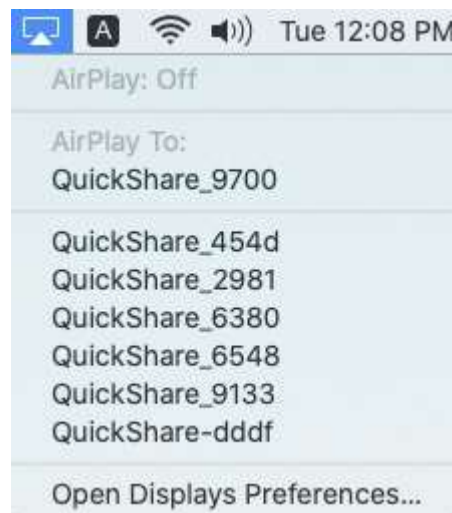 A Tue 12:08 PM
AirPlay: Off
AirPlay To:
QuickShare_9700
QuickShare_454d
QuickShare_2981
QuickShare_6380
QuickShare_6548
QuickShare_9133
QuickShare-dddf
Open Displays Preferences...